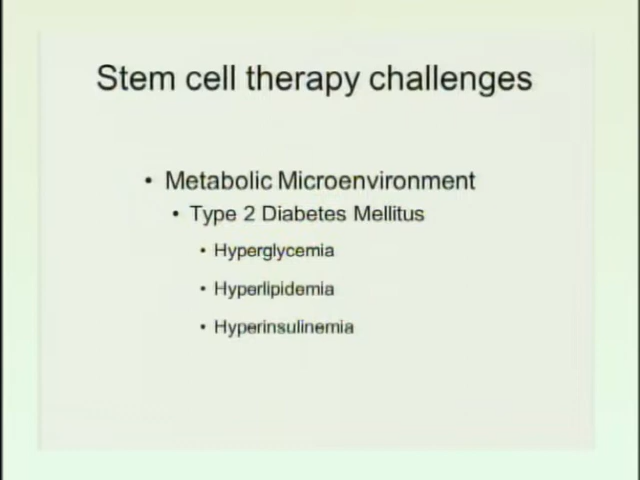 Stem cell therapy challenges
• Metabolic Microenvironment
• Type 2 Diabetes Mellitus
• Hyperglycemia
• Hyperlipidemia
• Hyperinsulinemia